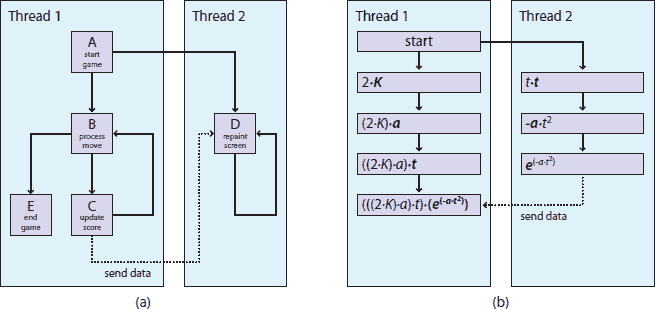 Thread 1
Thread 2
A
start
game
B
process
move
D
repaint
screen
E
end
game
C
update
score
send data
(a)
Thread 1
Thread 2
start
2·K
t·t
(2·K)·a
-a·t²
((2·K)·a)·t
e^(-a·t²)
(((2·K)·a)·t)·(e^(-a·t²))
send data
(b)